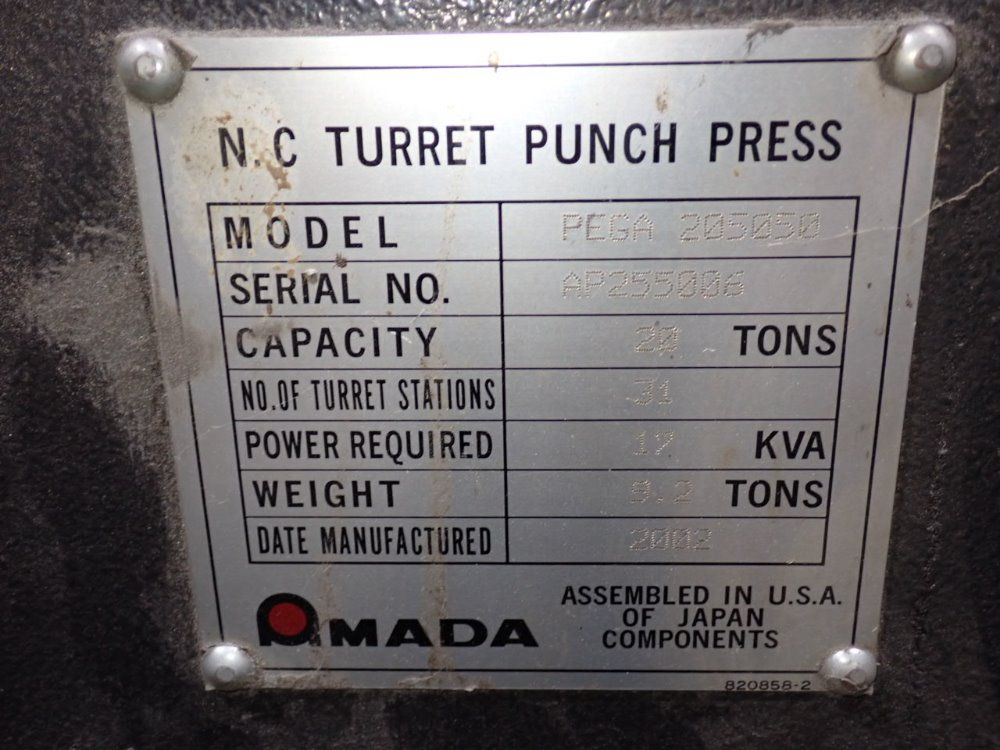 N.C TURRET PUNCH PRESS
MODEL PEGA 205050
SERIAL NO. AP255006
CAPACITY 20 TONS
NO.OF TURRET STATIONS 31
POWER REQUIRED 17 KVA
WEIGHT 9.2 TONS
DATE MANUFACTURED 2002
AMADA
ASSEMBLED IN U.S.A.
OF JAPAN
COMPONENTS
820858-2